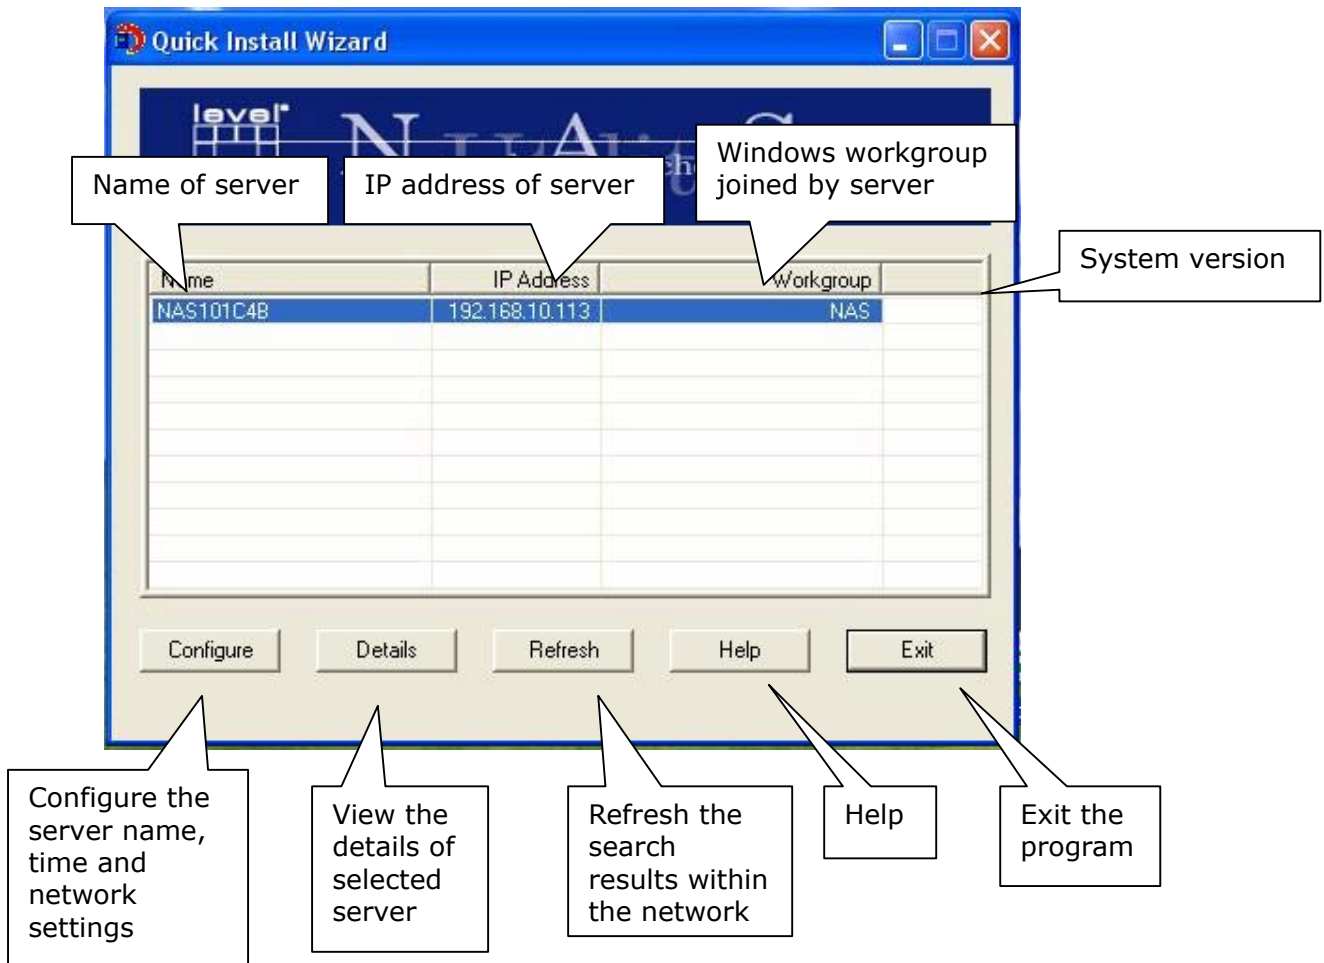 Quick Install Wizard
level
N A S
Name of server
IP address of server
Windows workgroup
joined by server
System version
Name IP Address Workgroup
NAS101C4B 192.168.10.113 NAS
Configure Details Refresh Help Exit
Configure the
server name,
time and
network
settings
View the
details of
selected
server
Refresh the
search
results within
the network
Help
Exit the
program